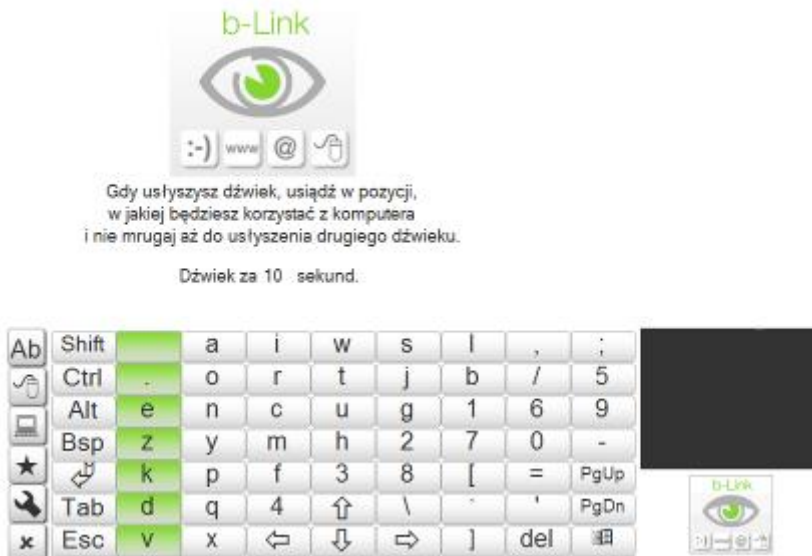 b-Link
:-) www @
Gdy usłyszysz dźwiek, usiądź w pozycji,
w jakiej będziesz korzystać z komputera
i nie mrugaj aż do usłyszenia drugiego dźwieku.
Dźwiek za 10 sekund.
Ab Shift a i w s l , ;
Ctrl . o r t j b / 5
Alt e n c u g 1 6 9
Bsp z y m h 2 7 0 -
k p f 3 8 [ = PgUp
Tab d q 4 \ ` ' PgDn
x Esc v x ] del
b-Link